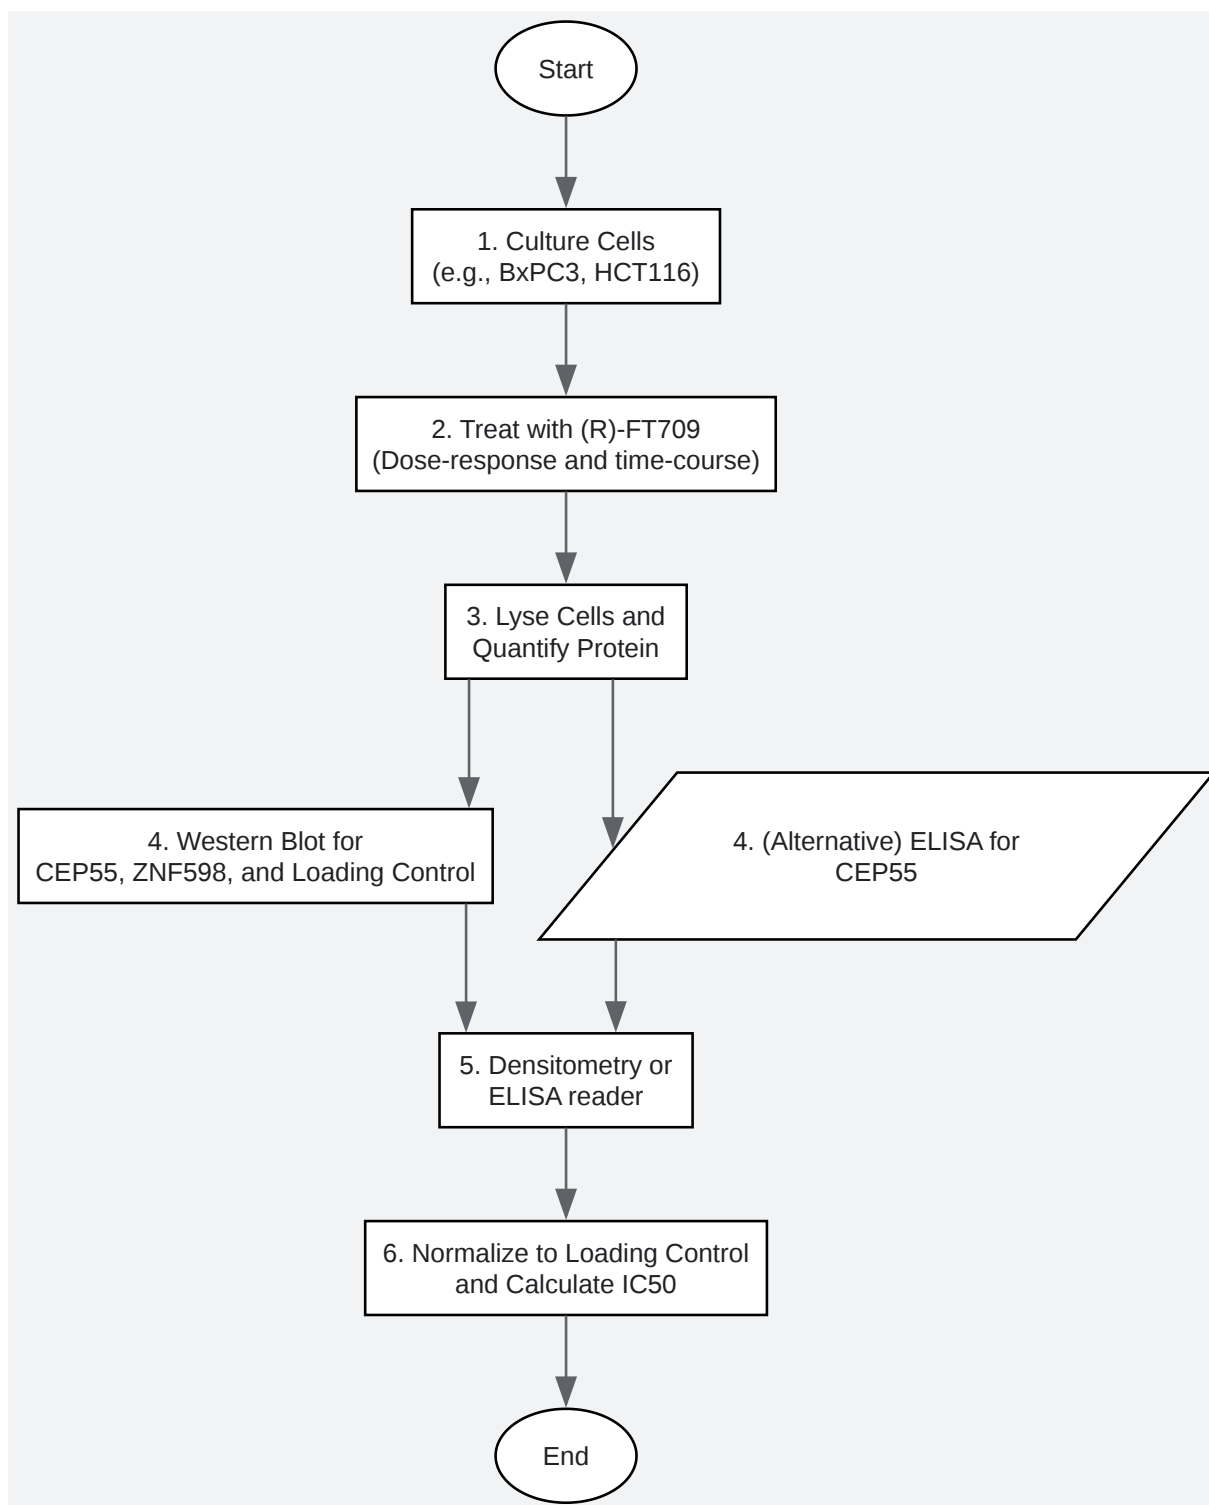 Start
1. Culture Cells
(e.g., BxPC3, HCT116)
2. Treat with (R)-FT709
(Dose-response and time-course)
3. Lyse Cells and
Quantify Protein
4. Western Blot for
CEP55, ZNF598, and Loading Control
4. (Alternative) ELISA for
CEP55
5. Densitometry or
ELISA reader
6. Normalize to Loading Control
and Calculate IC50
End